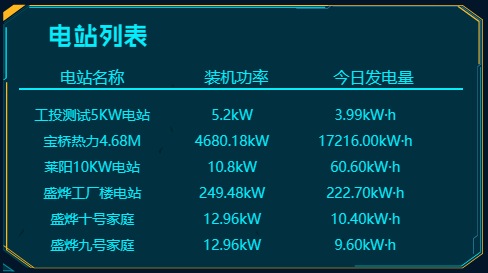 电站列表
电站名称 装机功率 今日发电量
工投测试5KW电站 5.2kW 3.99kW·h
宝桥热力4.68M 4680.18kW 17216.00kW·h
莱阳10KW电站 10.8kW 60.60kW·h
盛烨工厂楼电站 249.48kW 222.70kW·h
盛烨十号家庭 12.96kW 10.40kW·h
盛烨九号家庭 12.96kW 9.60kW·h